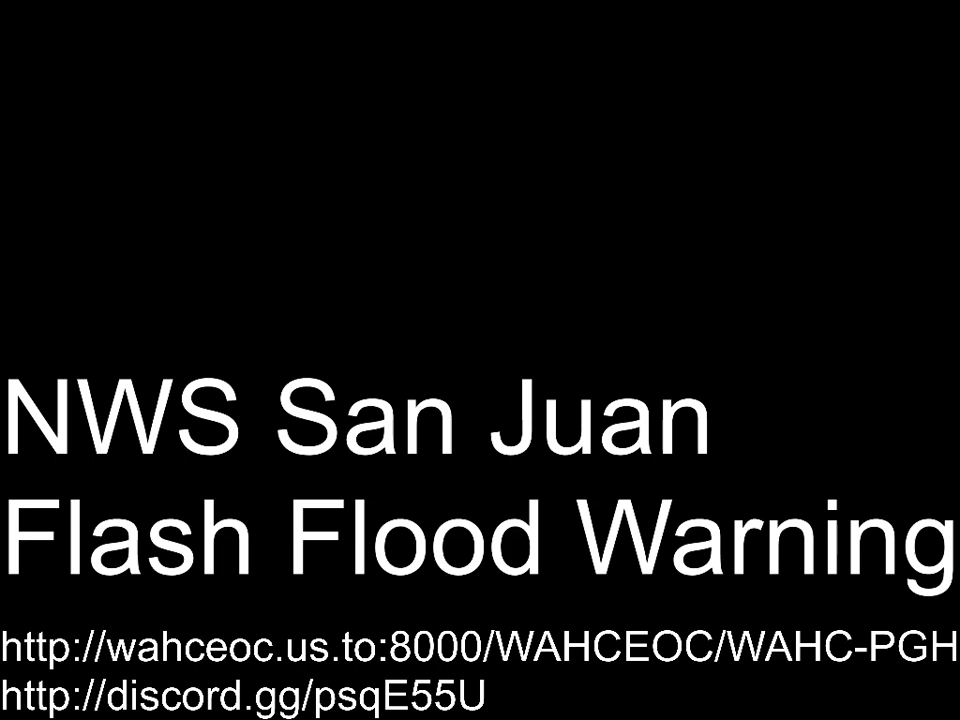 NWS San Juan
Flash Flood Warning
http://wahceoc.us.to:8000/WAHCEOC/WAHC-PGH
http://discord.gg/psqE55U